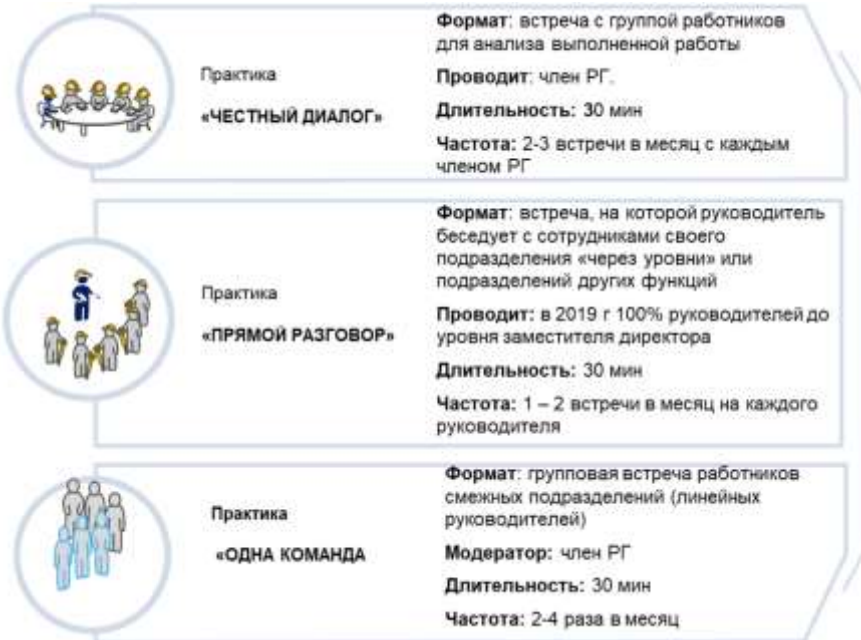 Практика
«ЧЕСТНЫЙ ДИАЛОГ»
Формат: встреча с группой работников
для анализа выполненной работы
Проводит: член РГ.
Длительность: 30 мин
Частота: 2-3 встречи в месяц с каждым
членом РГ
Практика
«ПРЯМОЙ РАЗГОВОР»
Формат: встреча, на которой руководитель
беседует с сотрудниками своего
подразделения «через уровни» или
подразделений других функций
Проводит: в 2019 г 100% руководителей до
уровня заместителя директора
Длительность: 30 мин
Частота: 1 – 2 встречи в месяц на каждого
руководителя
Практика
«ОДНА КОМАНДА
Формат: групповая встреча работников
смежных подразделений (линейных
руководителей)
Модератор: член РГ
Длительность: 30 мин
Частота: 2-4 раза в месяц